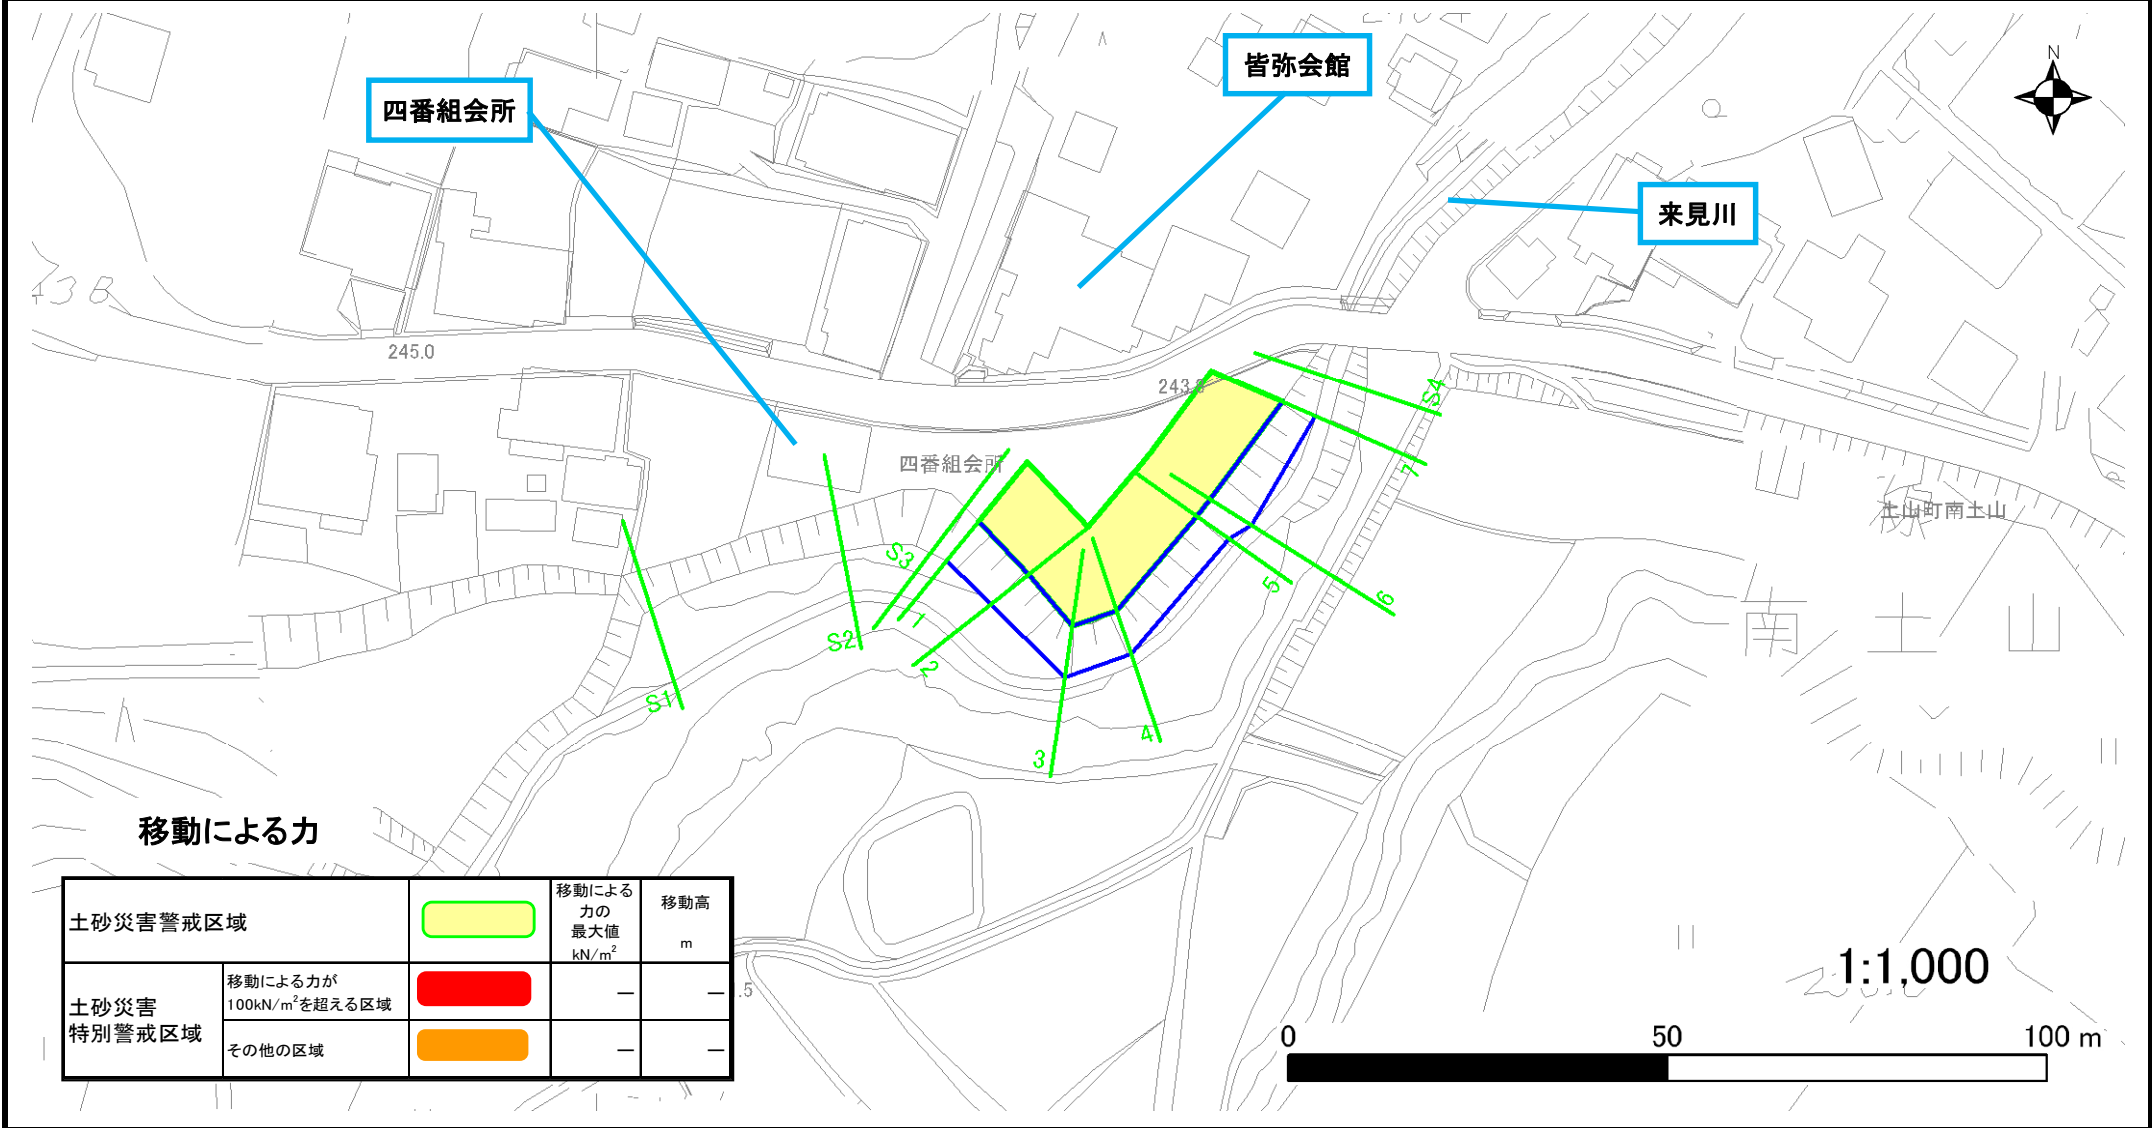 皆弥会館
四番組会所
来見川
N
245.0
243.8
四番組会所
土山町南土山
南土山
S1
S2
S3
S4
1
2
3
4
5
6
7
移動による力
土砂災害警戒区域
移動による
力の
最大値
kN/m²
移動高
m
土砂災害
特別警戒区域
移動による力が
100kN/m²を超える区域
— —
その他の区域
— —
.5
1:1,000
0 50 100 m